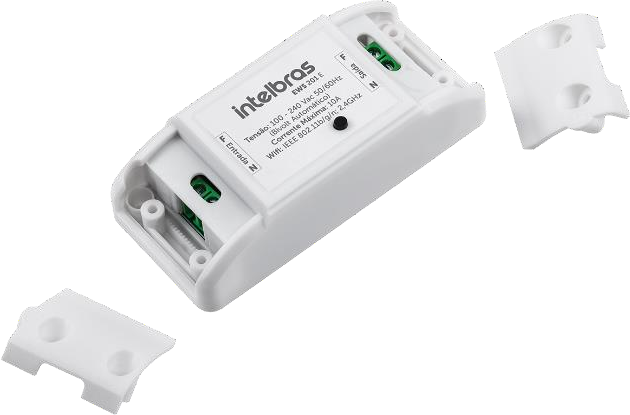 intelbras
EWS 201 E
Tensão: 100 - 240 Vac 50/60Hz
(Bivolt Automático)
Corrente Máxima: 10A
Wifi: IEEE 802.11b/g/n: 2,4GHz
F Entrada N
F Saída N